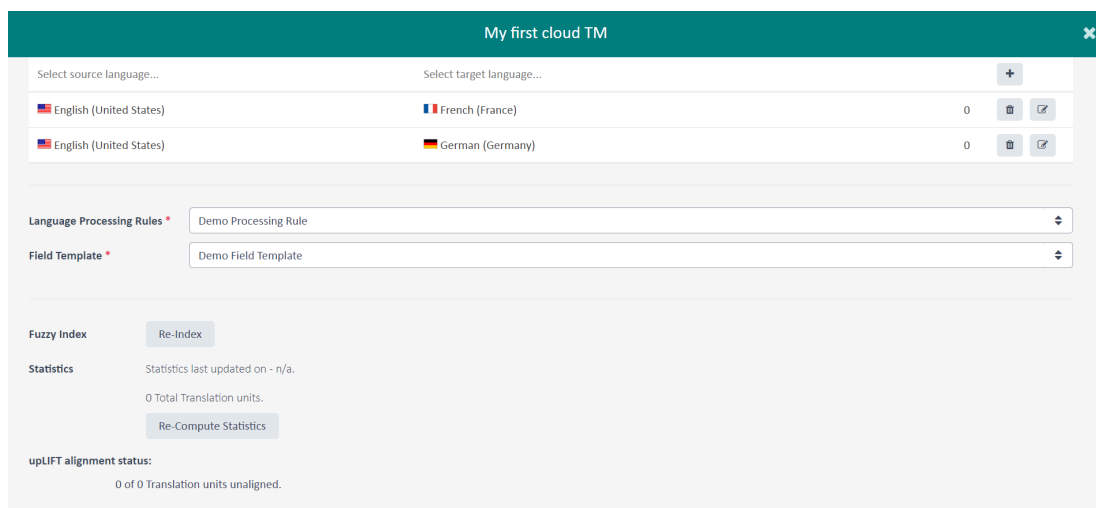 My first cloud TM
Select source language... Select target language...
English (United States) French (France) 0
English (United States) German (Germany) 0
Language Processing Rules * Demo Processing Rule
Field Template * Demo Field Template
Fuzzy Index Re-Index
Statistics Statistics last updated on - n/a.
0 Total Translation units.
Re-Compute Statistics
upLIFT alignment status:
0 of 0 Translation units unaligned.